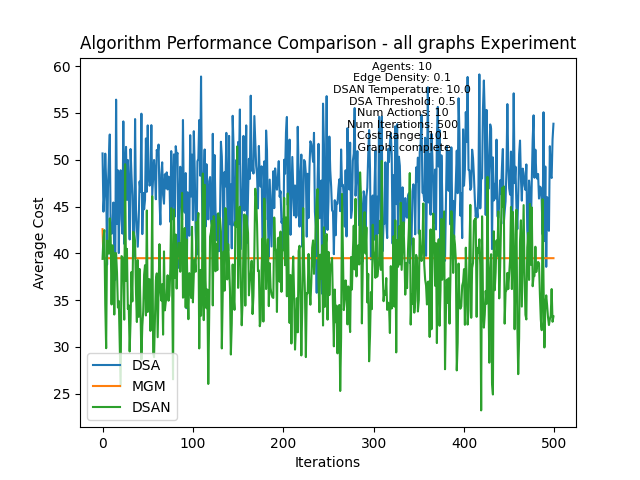 Algorithm Performance Comparison - all graphs Experiment
Agents: 10
Edge Density: 0.1
DSAN Temperature: 10.0
DSA Threshold: 0.5
Num Actions: 10
Num Iterations: 500
Cost Range: 101
Graph: complete
60
55
50
45
40
35
30
25
Average Cost
DSA
MGM
DSAN
0
100
200
300
400
500
Iterations